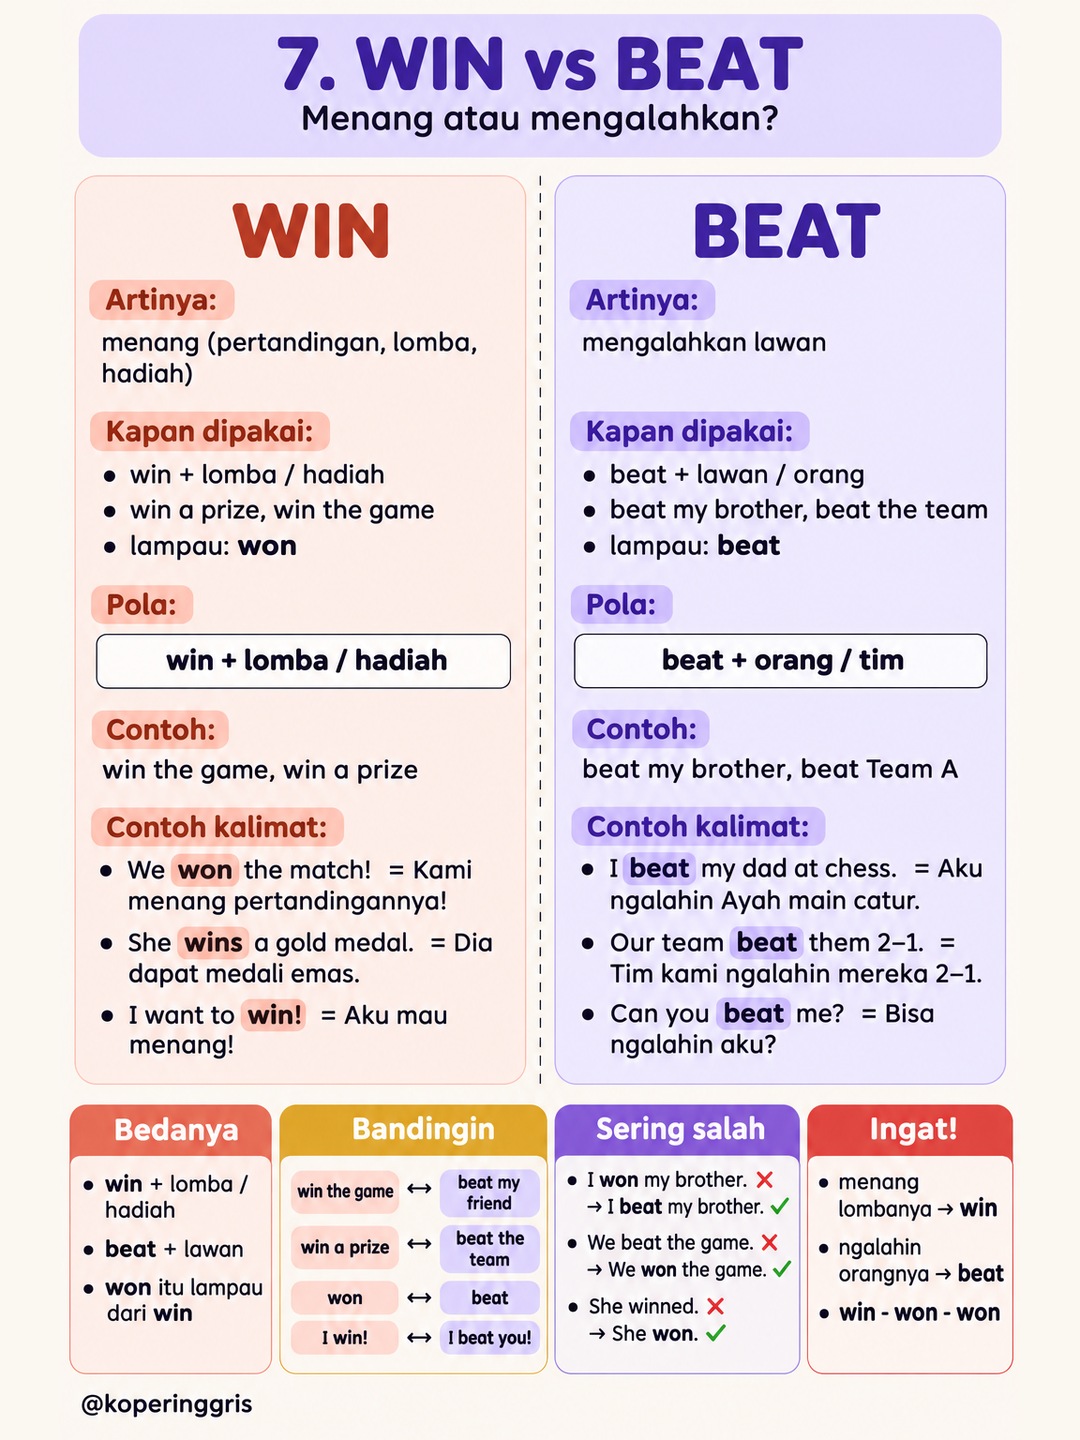 7. WIN vs BEAT
Menang atau mengalahkan?
WIN
Artinya:
menang (pertandingan, lomba,
hadiah)
Kapan dipakai:
• win + lomba / hadiah
• win a prize, win the game
• lampau: won
Pola:
win + lomba / hadiah
Contoh:
win the game, win a prize
Contoh kalimat:
• We won the match! = Kami
menang pertandingannya!
• She wins a gold medal. = Dia
dapat medali emas.
• I want to win! = Aku mau
menang!
BEAT
Artinya:
mengalahkan lawan
Kapan dipakai:
• beat + lawan / orang
• beat my brother, beat the team
• lampau: beat
Pola:
beat + orang / tim
Contoh:
beat my brother, beat Team A
Contoh kalimat:
• I beat my dad at chess. = Aku
ngalahin Ayah main catur.
• Our team beat them 2–1. =
Tim kami ngalahin mereka 2–1.
• Can you beat me? = Bisa
ngalahin aku?
Bedanya
• win + lomba /
hadiah
• beat + lawan
• won itu lampau
dari win
Bandingin
win the game ↔ beat my
friend
win a prize ↔ beat the
team
won ↔ beat
I win! ↔ I beat you!
Sering salah
• I won my brother. ❌
→ I beat my brother. ✓
• We beat the game. ❌
→ We won the game. ✓
• She winned. ❌
→ She won. ✓
Ingat!
• menang
lombanya → win
• ngalahin
orangnya → beat
• win - won - won
@koperinggris